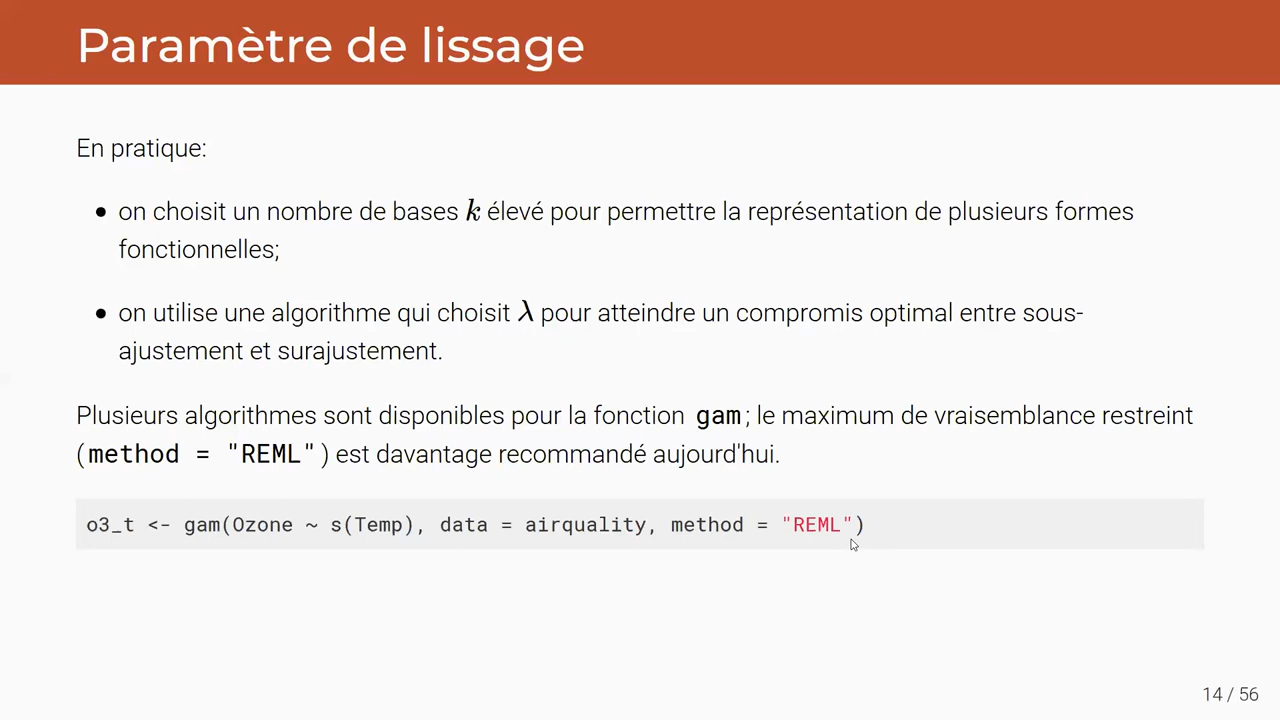 Paramètre de lissage
En pratique:
• on choisit un nombre de bases k élevé pour permettre la représentation de plusieurs formes
fonctionnelles;
• on utilise une algorithme qui choisit λ pour atteindre un compromis optimal entre sous-
ajustement et surajustement.
Plusieurs algorithmes sont disponibles pour la fonction gam; le maximum de vraisemblance restreint
(method = "REML") est davantage recommandé aujourd'hui.
o3_t <- gam(Ozone ~ s(Temp), data = airquality, method = "REML")
14 / 56